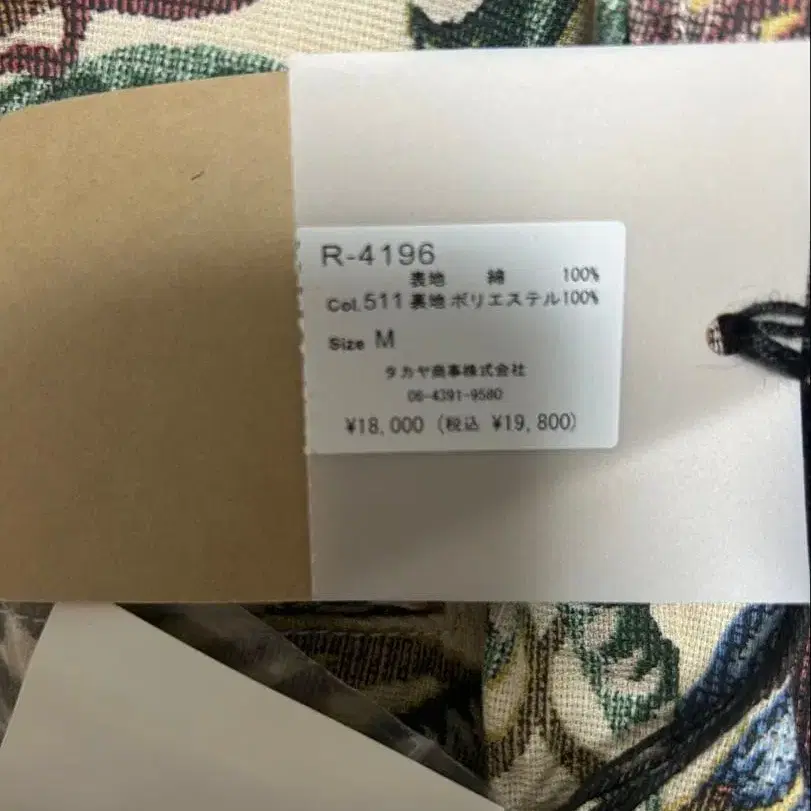 R-4196
表地 綿 100%
Col.511 裏地 ポリエステル100%
Size M
タカヤ商事株式会社
06-4391-9580
¥18,000 (税込 ¥19,800)